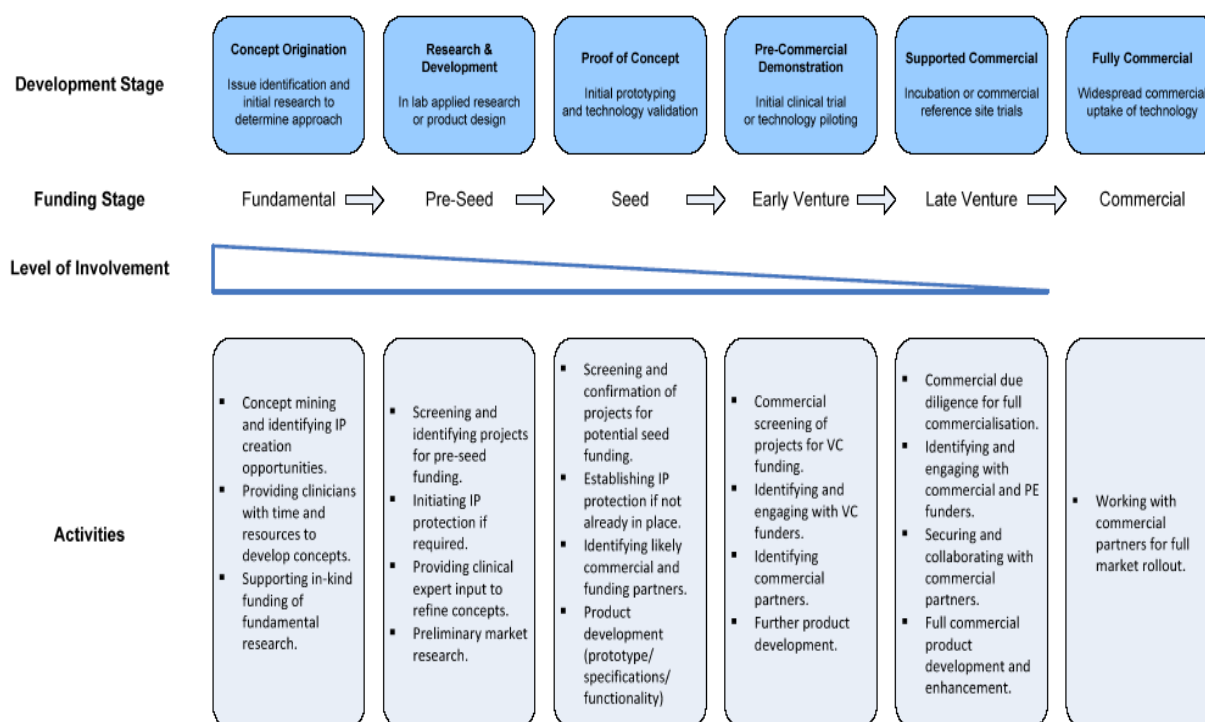 Development Stage
Concept Origination
Issue identification and
initial research to
determine approach
Research &
Development
In lab applied research
or product design
Proof of Concept
Initial prototyping
and technology validation
Pre-Commercial
Demonstration
Initial clinical trial
or technology piloting
Supported Commercial
Incubation or commercial
reference site trials
Fully Commercial
Widespread commercial
uptake of technology
Funding Stage
Fundamental
Pre-Seed
Seed
Early Venture
Late Venture
Commercial
Level of Involvement
Activities
▪ Concept mining
and identifying IP
creation
opportunities.
▪ Providing clinicians
with time and
resources to
develop concepts.
▪ Supporting in-kind
funding of
fundamental
research.
▪ Screening and
identifying projects
for pre-seed
funding.
▪ Initiating IP
protection if
required.
▪ Providing clinical
expert input to
refine concepts.
▪ Preliminary market
research.
▪ Screening and
confirmation of
projects for
potential seed
funding.
▪ Establishing IP
protection if not
already in place.
▪ Identifying likely
commercial and
funding partners.
▪ Product
development
(prototype/
specifications/
functionality)
▪ Commercial
screening of
projects for VC
funding.
▪ Identifying and
engaging with VC
funders.
▪ Identifying
commercial
partners.
▪ Further product
development.
▪ Commercial due
diligence for full
commercialisation.
▪ Identifying and
engaging with
commercial and PE
funders.
▪ Securing and
collaborating with
commercial
partners.
▪ Full commercial
product
development and
enhancement.
▪ Working with
commercial
partners for full
market rollout.